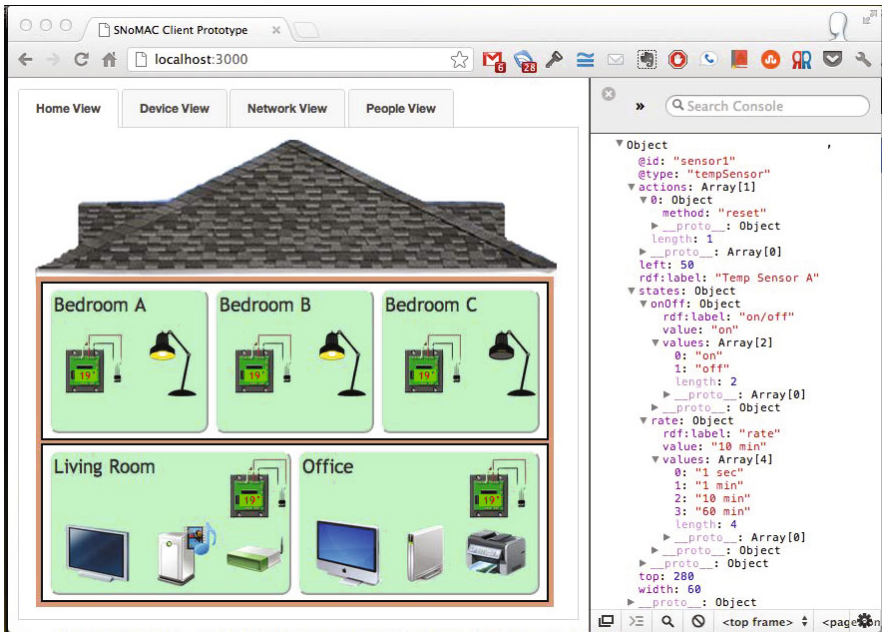 SNoMAC Client Prototype
localhost:3000
6
28
Home View
Device View
Network View
People View
Bedroom A
Bedroom B
Bedroom C
19°
19°
19°
Living Room
Office
19°
19°
Search Console
Object
@id: "sensor1"
@type: "tempSensor"
actions: Array[1]
0: Object
method: "reset"
__proto__: Object
length: 1
__proto__: Array[0]
left: 50
rdf:label: "Temp Sensor A"
states: Object
onOff: Object
rdf:label: "on/off"
value: "on"
values: Array[2]
0: "on"
1: "off"
length: 2
__proto__: Array[0]
__proto__: Object
rate: Object
rdf:label: "rate"
value: "10 min"
values: Array[4]
0: "1 sec"
1: "1 min"
2: "10 min"
3: "60 min"
length: 4
__proto__: Array[0]
__proto__: Object
__proto__: Object
top: 280
width: 60
__proto__: Object
<top frame>